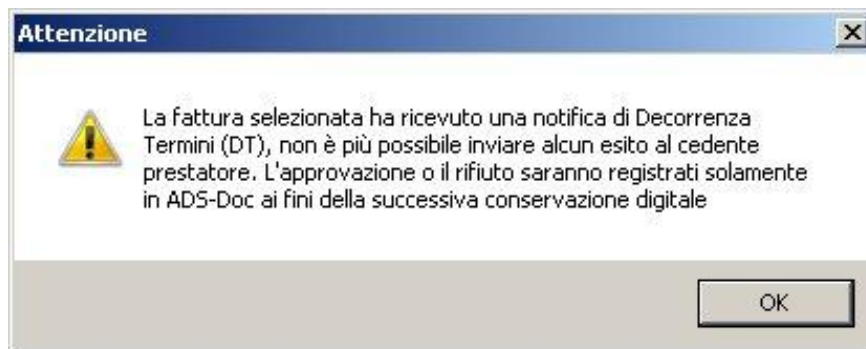 Attenzione
La fattura selezionata ha ricevuto una notifica di Decorrenza
Termini (DT), non è più possibile inviare alcun esito al cedente
prestatore. L'approvazione o il rifiuto saranno registrati solamente
in ADS-Doc ai fini della successiva conservazione digitale
OK